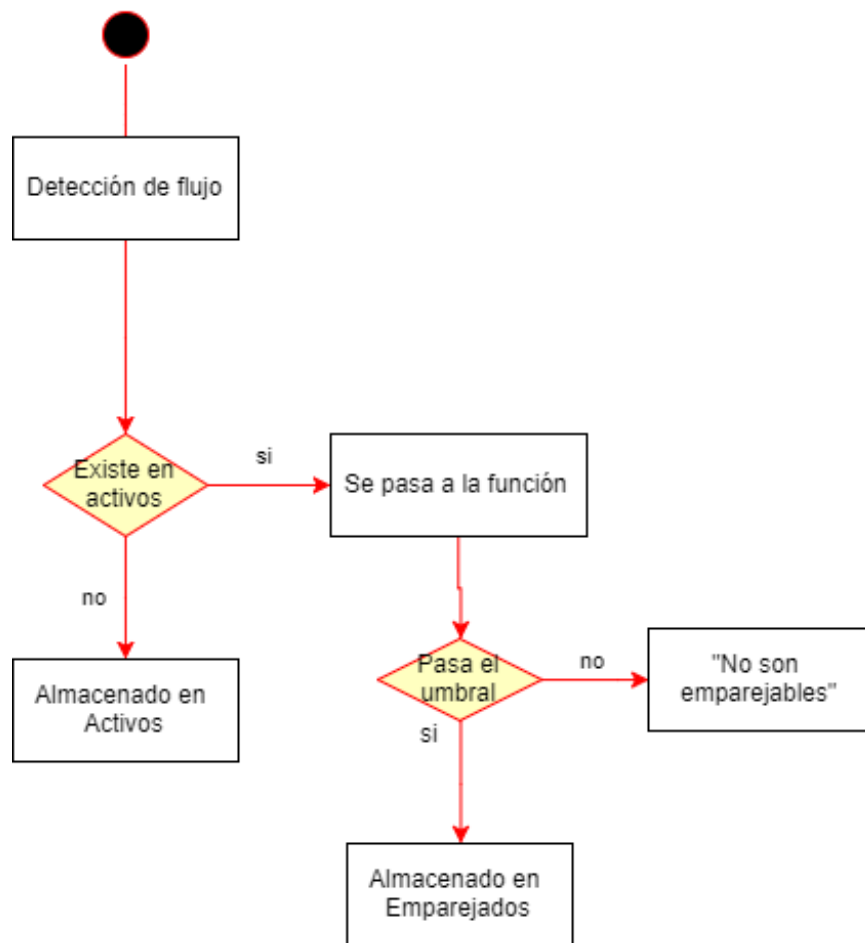 Detección de flujo
Existe en
activos
si
Se pasa a la función
no
Almacenado en
Activos
Pasa el
umbral
no
"No son
emparejables"
si
Almacenado en
Emparejados